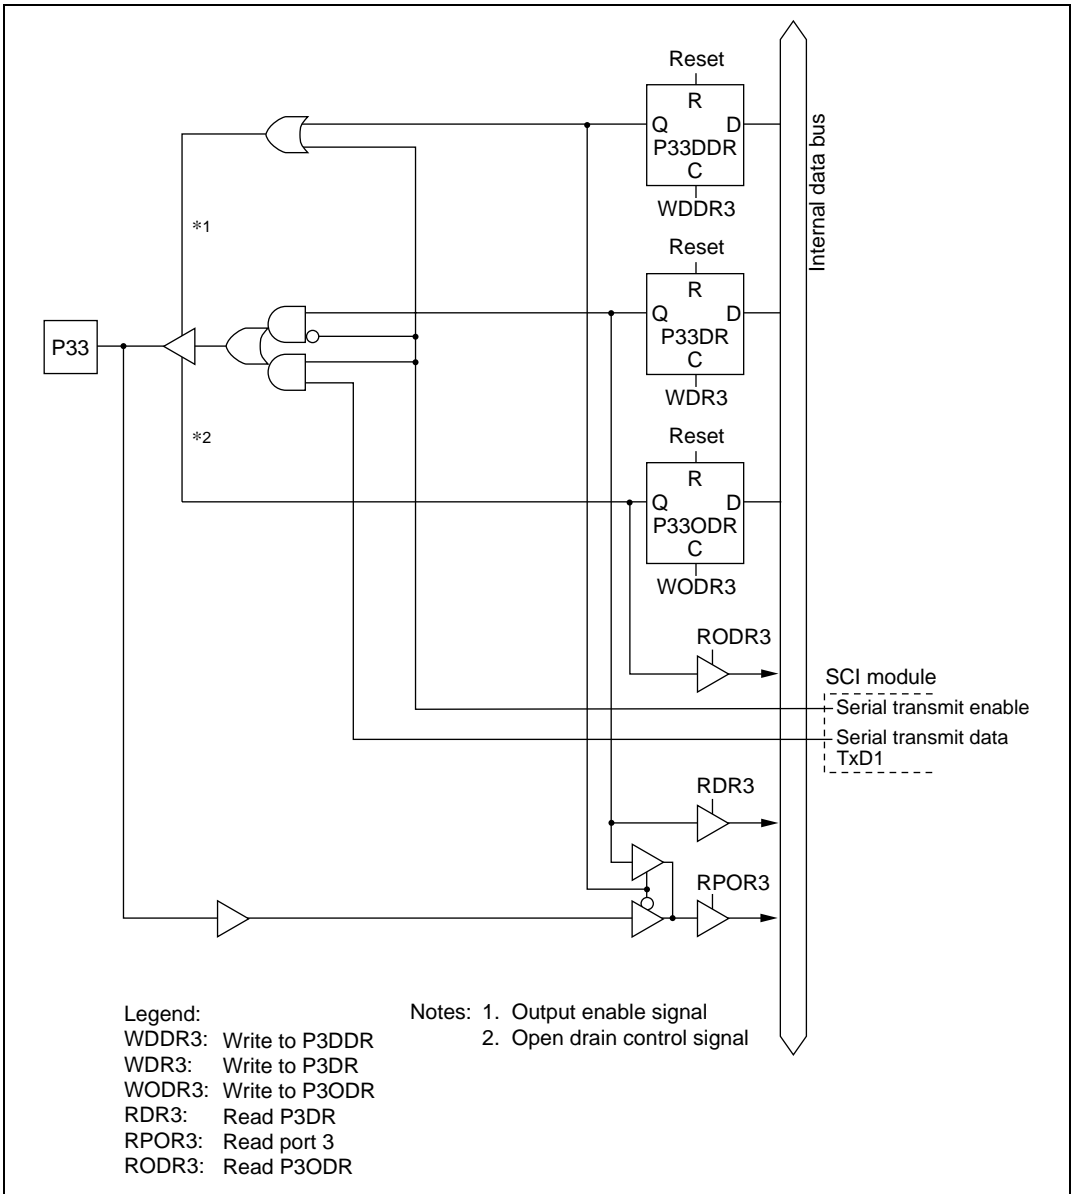 Reset
R
Q D
P33DDR
C
WDDR3
Internal data bus
*1
Reset
R
Q D
P33DR
C
WDR3
P33
*2
Reset
R
Q D
P33ODR
C
WODR3
RODR3
SCI module
Serial transmit enable
Serial transmit data
TxD1
RDR3
RPOR3
Legend:
WDDR3: Write to P3DDR
WDR3: Write to P3DR
WODR3: Write to P3ODR
RDR3: Read P3DR
RPOR3: Read port 3
RODR3: Read P3ODR
Notes: 1. Output enable signal
2. Open drain control signal